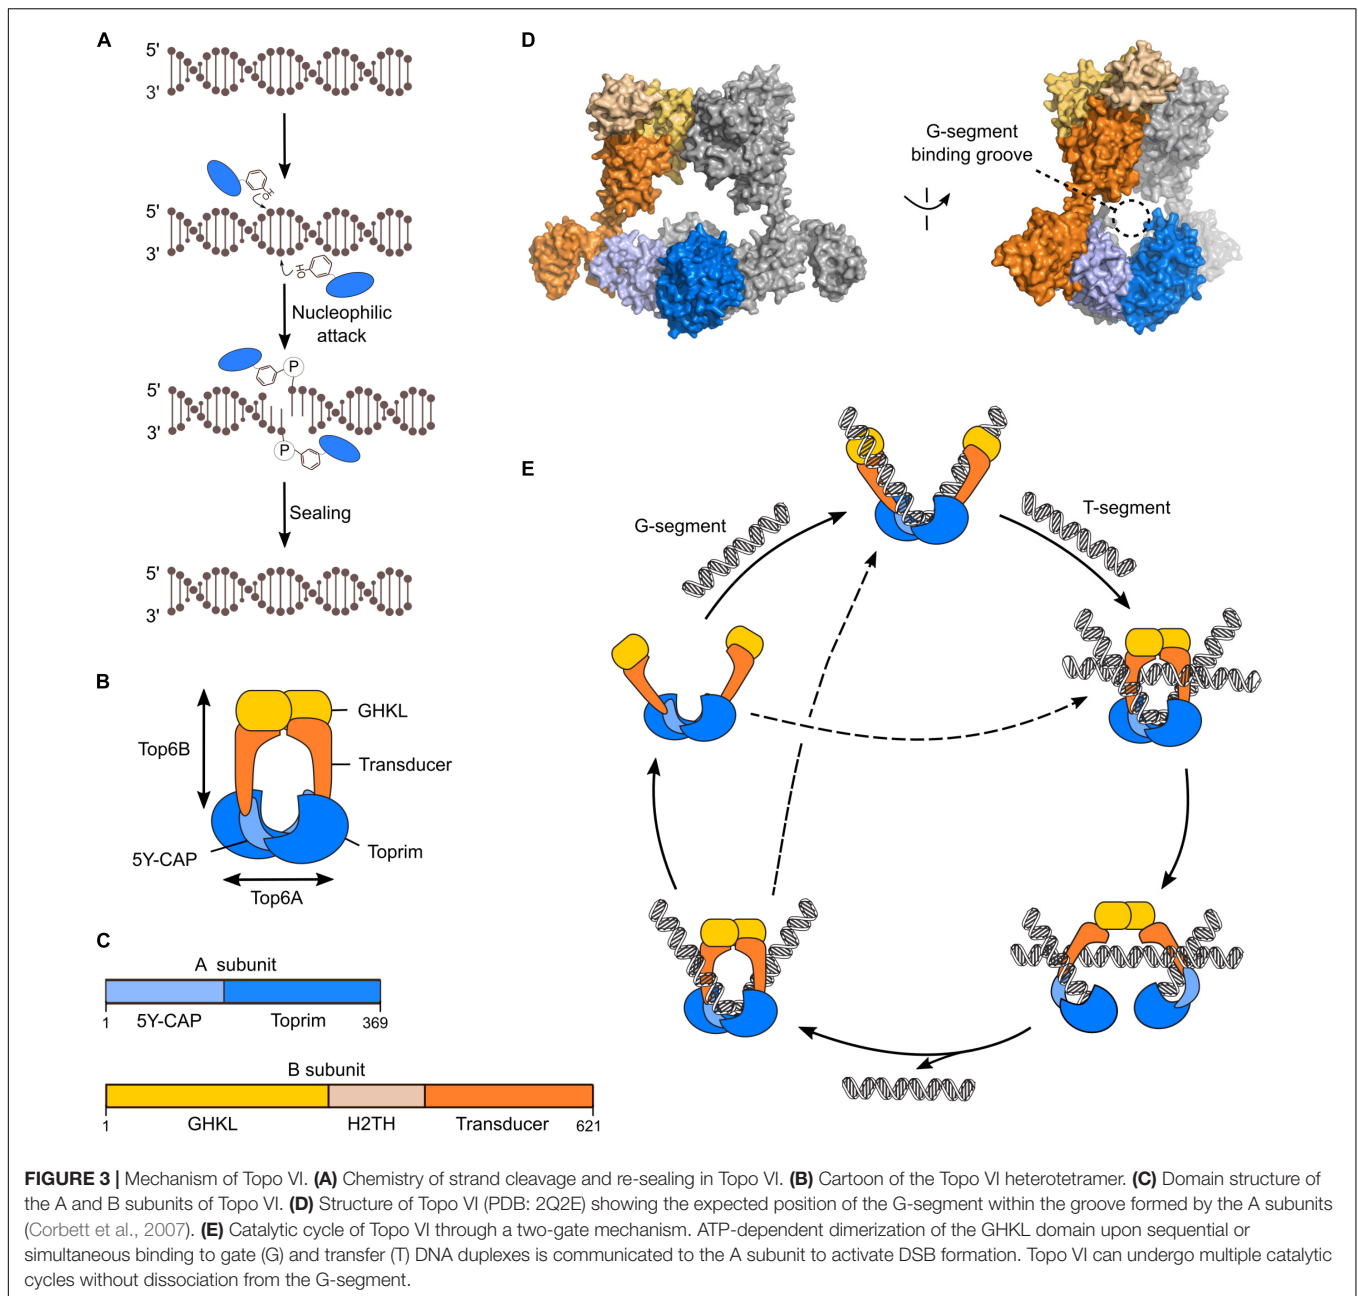 A
5'
3'
HO
5'
3'
HO
Nucleophilic
attack
P
5'
3'
P
Sealing
5'
3'
B
Top6B
GHKL
Transducer
5Y-CAP
Toprim
Top6A
C
A subunit
1
5Y-CAP
Toprim
369
B subunit
1
GHKL
H2TH
Transducer
621
D
G-segment
binding groove
E
G-segment
T-segment
FIGURE 3 | Mechanism of Topo VI. (A) Chemistry of strand cleavage and re-sealing in Topo VI. (B) Cartoon of the Topo VI heterotetramer. (C) Domain structure of
the A and B subunits of Topo VI. (D) Structure of Topo VI (PDB: 2Q2E) showing the expected position of the G-segment within the groove formed by the A subunits
(Corbett et al., 2007). (E) Catalytic cycle of Topo VI through a two-gate mechanism. ATP-dependent dimerization of the GHKL domain upon sequential or
simultaneous binding to gate (G) and transfer (T) DNA duplexes is communicated to the A subunit to activate DSB formation. Topo VI can undergo multiple catalytic
cycles without dissociation from the G-segment.